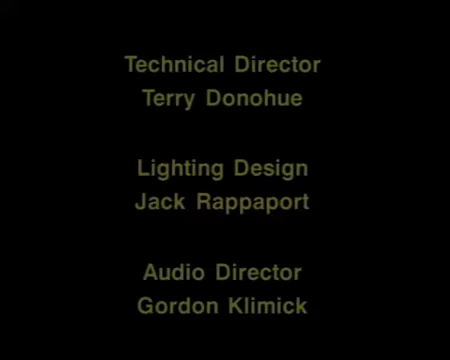 Technical Director
Terry Donohue
Lighting Design
Jack Rappaport
Audio Director
Gordon Klimick